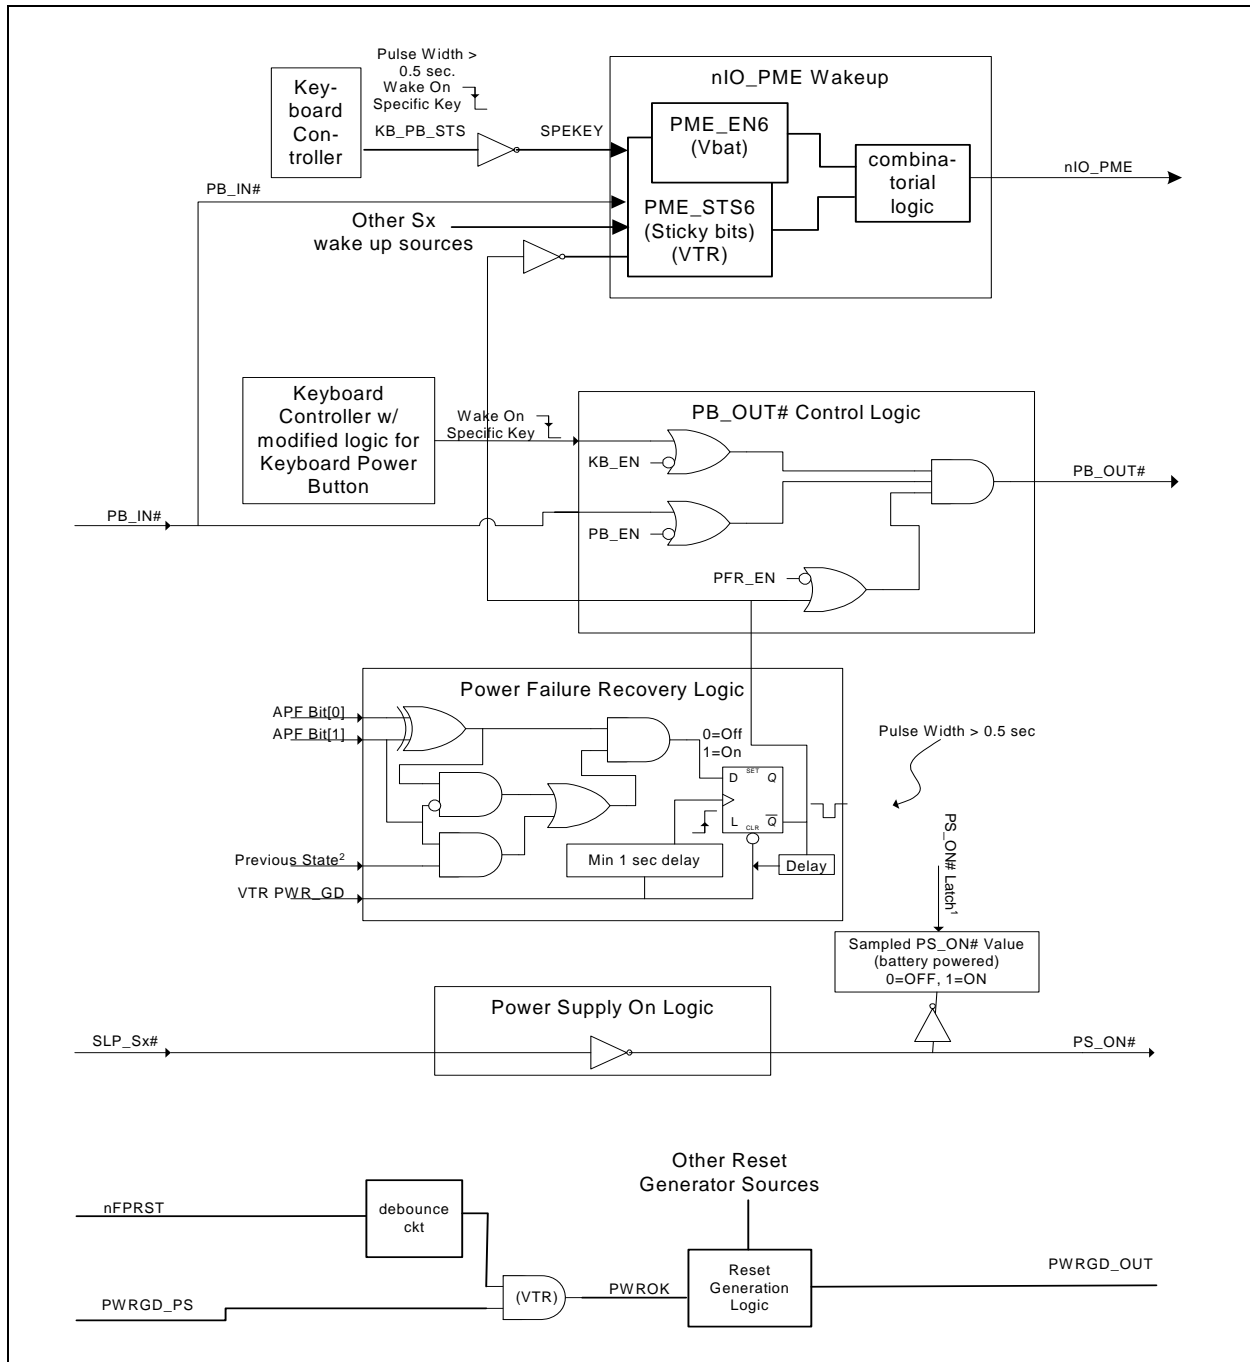 Pulse Width >
0.5 sec.
Wake On
Specific Key
Key-
board
Con-
troller
KB_PB_STS
SPEKEY
nIO_PME Wakeup
PME_EN6
(Vbat)
PME_STS6
(Sticky bits)
(VTR)
combina-
torial
logic
nIO_PME
PB_IN#
Other Sx
wake up sources
Keyboard
Controller w/
modified logic for
Keyboard Power
Button
Wake On
Specific Key
PB_OUT# Control Logic
KB_EN
PB_EN
PFR_EN
PB_OUT#
PB_IN#
Power Failure Recovery Logic
APF Bit[0]
APF Bit[1]
0=Off
1=On
D
SET
Q
L
CLR
Q
Min 1 sec delay
Delay
Previous State²
VTR PWR_GD
Pulse Width > 0.5 sec
PS_ON# Latch¹
Sampled PS_ON# Value
(battery powered)
0=OFF, 1=ON
Power Supply On Logic
SLP_Sx#
PS_ON#
Other Reset
Generator Sources
nFPRST
debounce
ckt
PWRGD_PS
(VTR)
PWROK
Reset
Generation
Logic
PWRGD_OUT